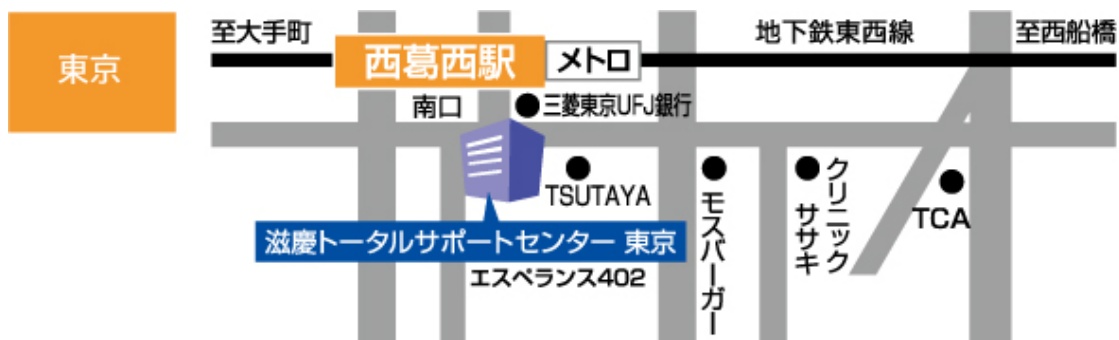 東京
至大手町
西葛西駅
メトロ
地下鉄東西線
至西船橋
南口
三菱東京UFJ銀行
TSUTAYA
モスバーガー
クリニック
ササキ
TCA
滋慶トータルサポートセンター 東京
エスペランス402